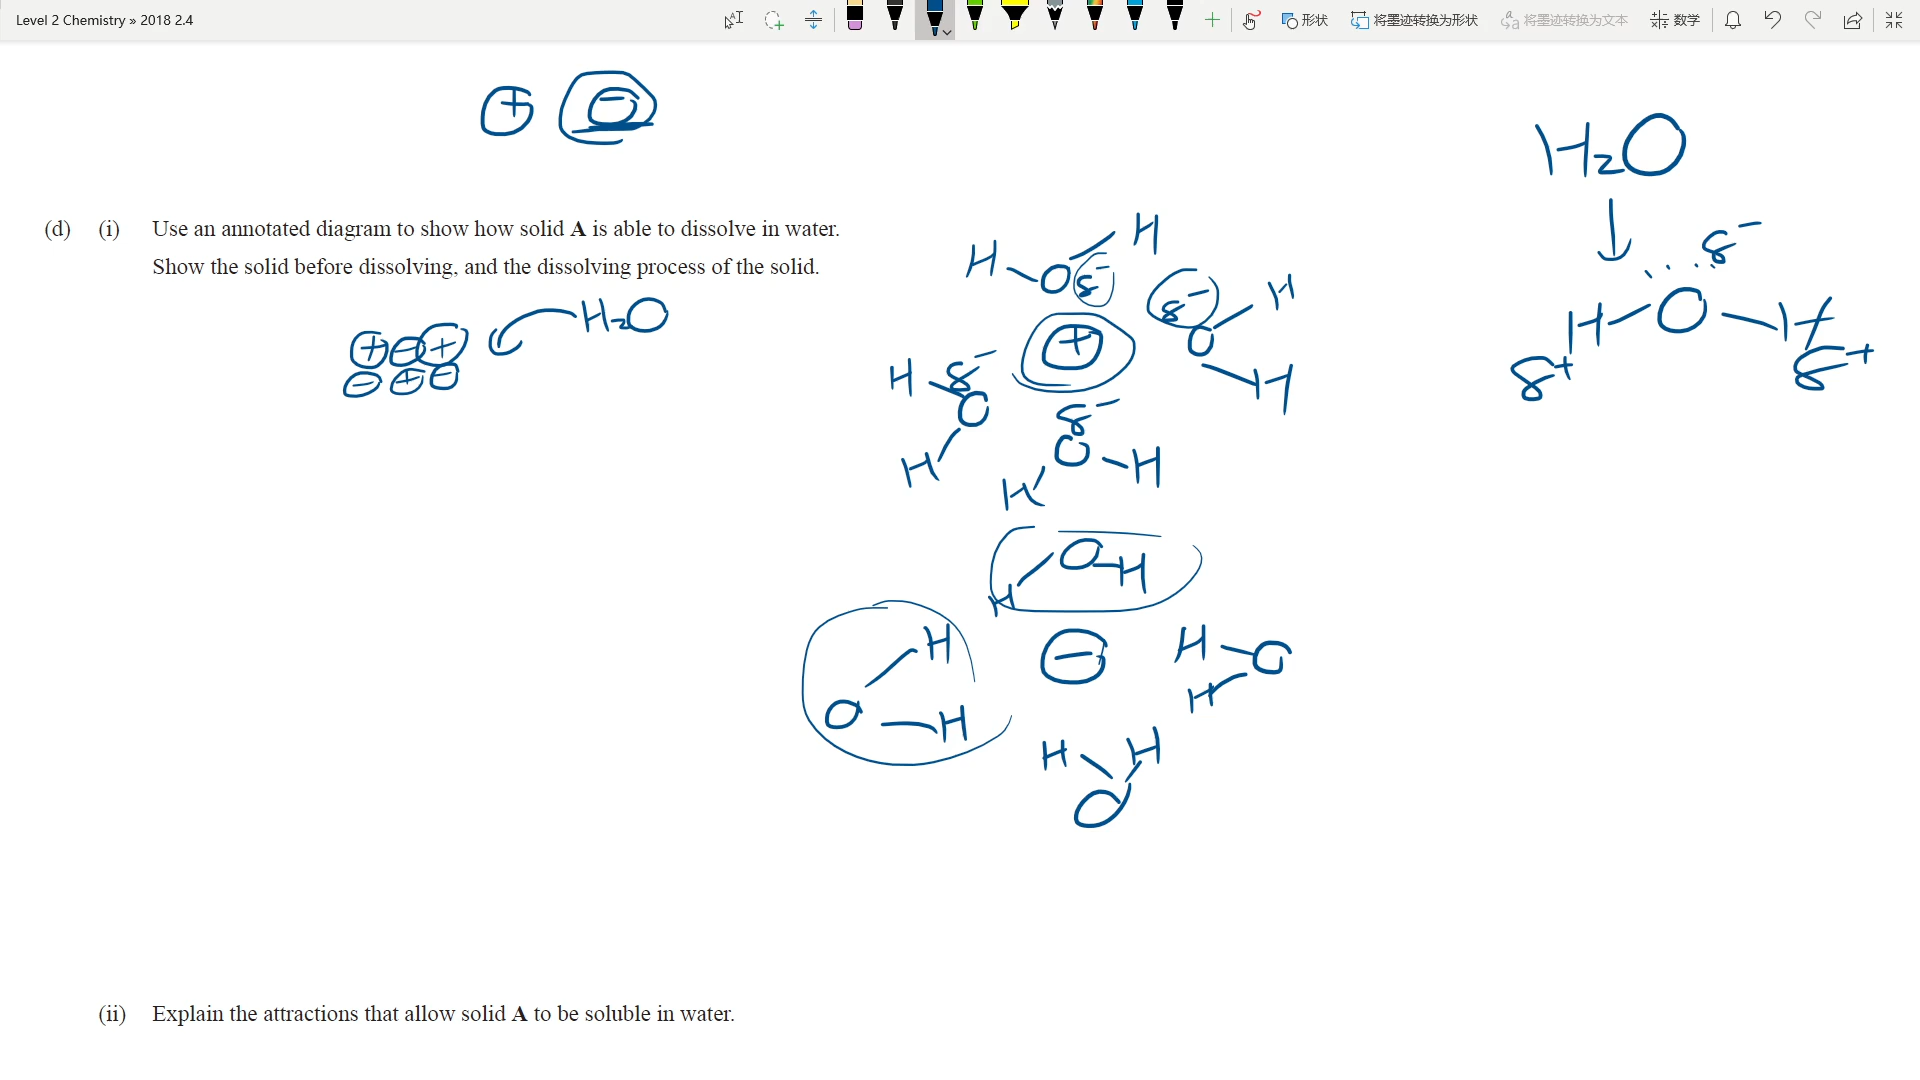 Level 2 Chemistry » 2018 2.4
形状
将墨迹转换为形状
将墨迹转换为文本
数学
+ −
H₂O
δ−
H O H
δ+ δ+
(d) (i) Use an annotated diagram to show how solid A is able to dissolve in water.
Show the solid before dissolving, and the dissolving process of the solid.
H₂O
+ − +
− + −
H O H
δ−
δ− O H
H
+
H δ−
O
H
δ−
O H
H
O H
H
H
O H
−
H O
H
H H
O
(ii) Explain the attractions that allow solid A to be soluble in water.